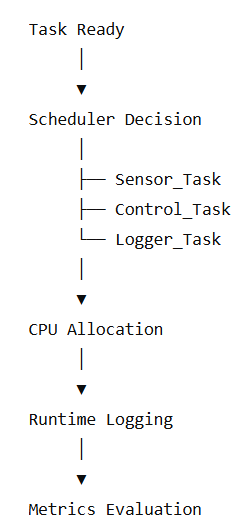 Task Ready
Scheduler Decision
Sensor_Task
Control_Task
Logger_Task
CPU Allocation
Runtime Logging
Metrics Evaluation